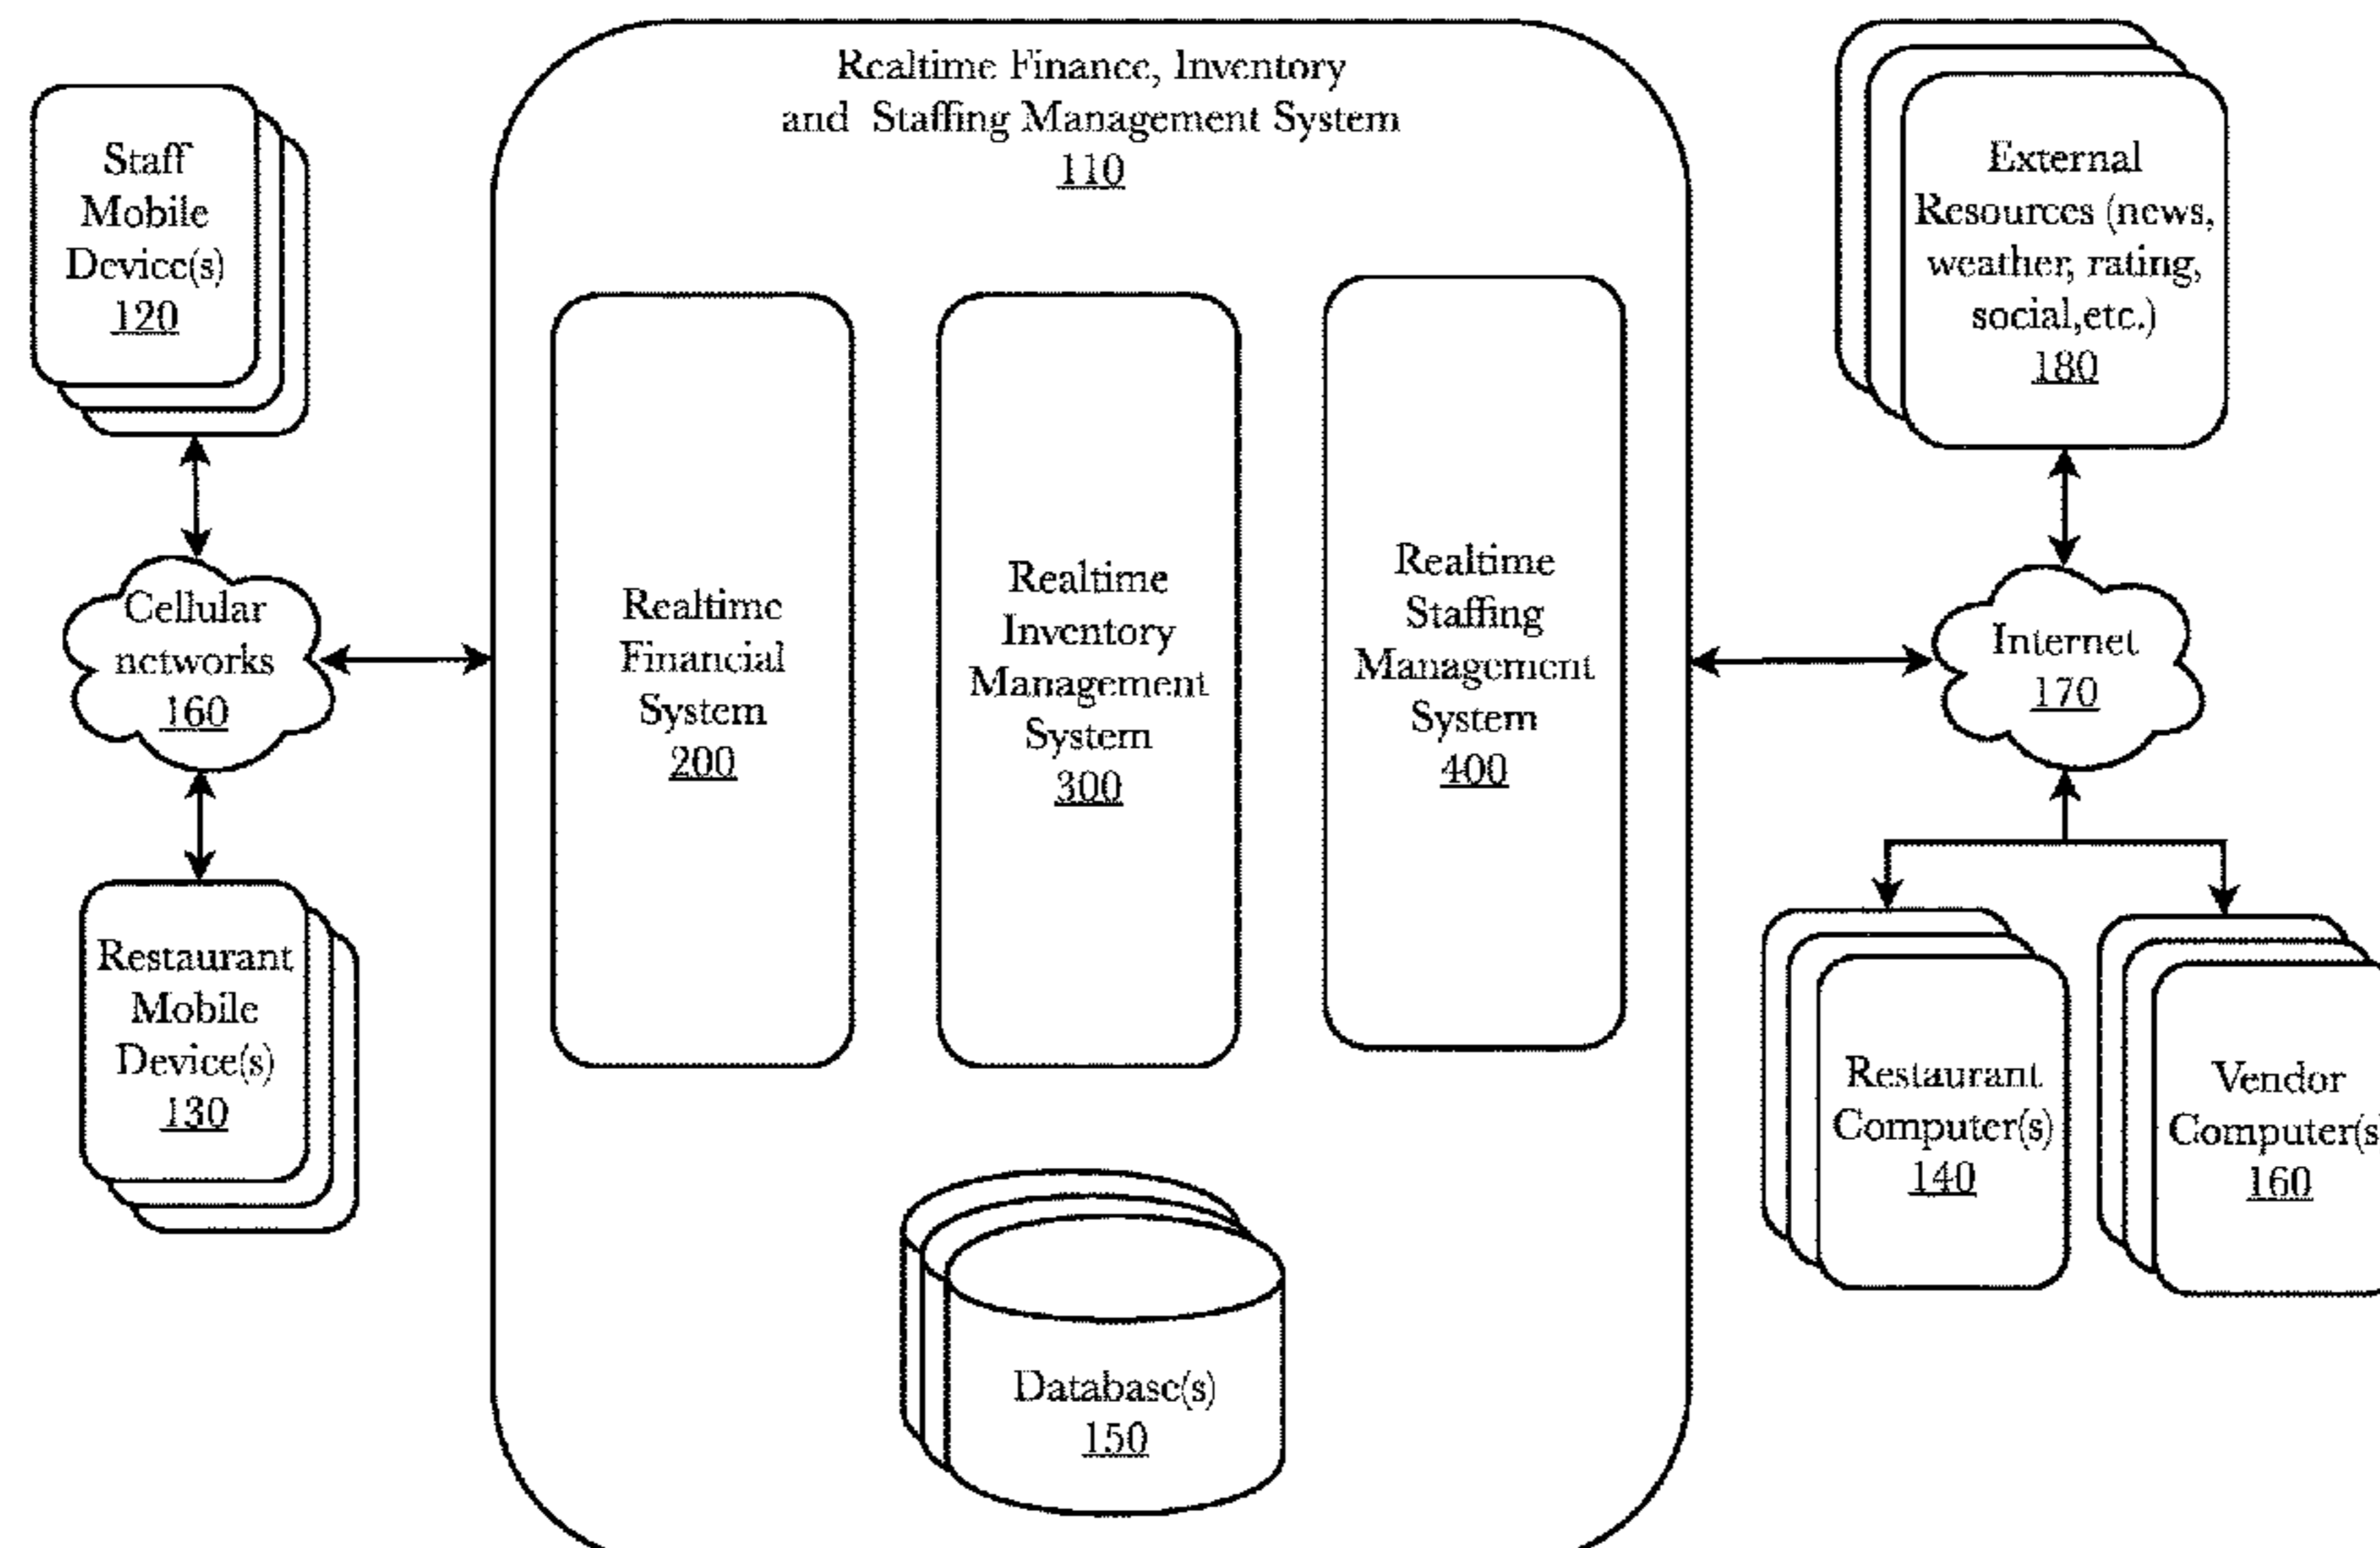 Realtime Finance, Inventory
and Staffing Management System
110
Staff
Mobile
Device(s)
120
Cellular
networks
160
Restaurant
Mobile
Device(s)
130
Realtime
Financial
System
200
Realtime
Inventory
Management
System
300
Realtime
Staffing
Management
System
400
Database(s)
150
External
Resources (news,
weather, rating,
social,etc.)
180
Internet
170
Restaurant
Computer(s)
140
Vendor
Computer(s
160